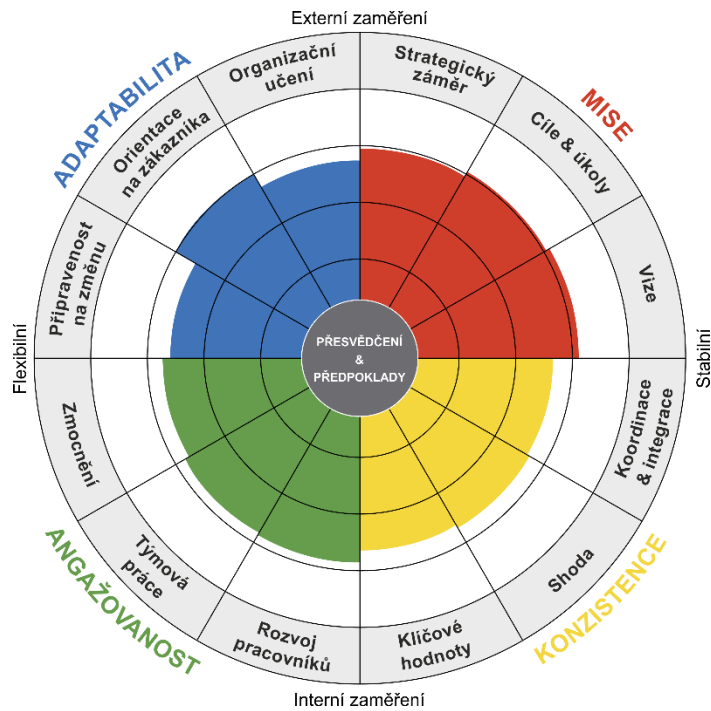 Externí zaměření
ADAPTABILITA
MISE
Organizační
učení
Strategický
záměr
Orientace
na zákazníka
Cíle & úkoly
Připravenost
na změnu
Vize
Flexibilní
PŘESVĚDČENÍ
&
PŘEDPOKLADY
Stabilní
Zmocnění
Koordinace
& integrace
Týmová
práce
Shoda
Rozvoj
pracovníků
Klíčové
hodnoty
ANGAŽOVANOST
KONZISTENCE
Interní zaměření